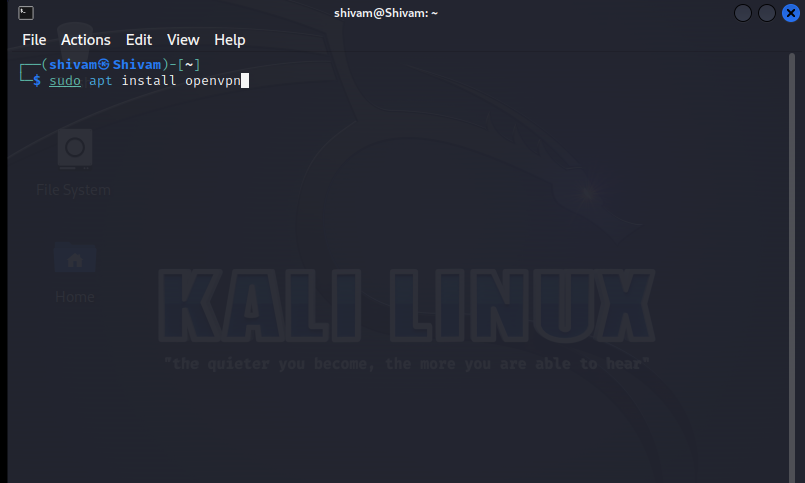 shivam@Shivam: ~
File Actions Edit View Help
┌──(shivam㉿Shivam)-[~]
└─$ sudo apt install openvpn
File System
Home
KALI LINUX
"the quieter you become, the more you are able to hear"